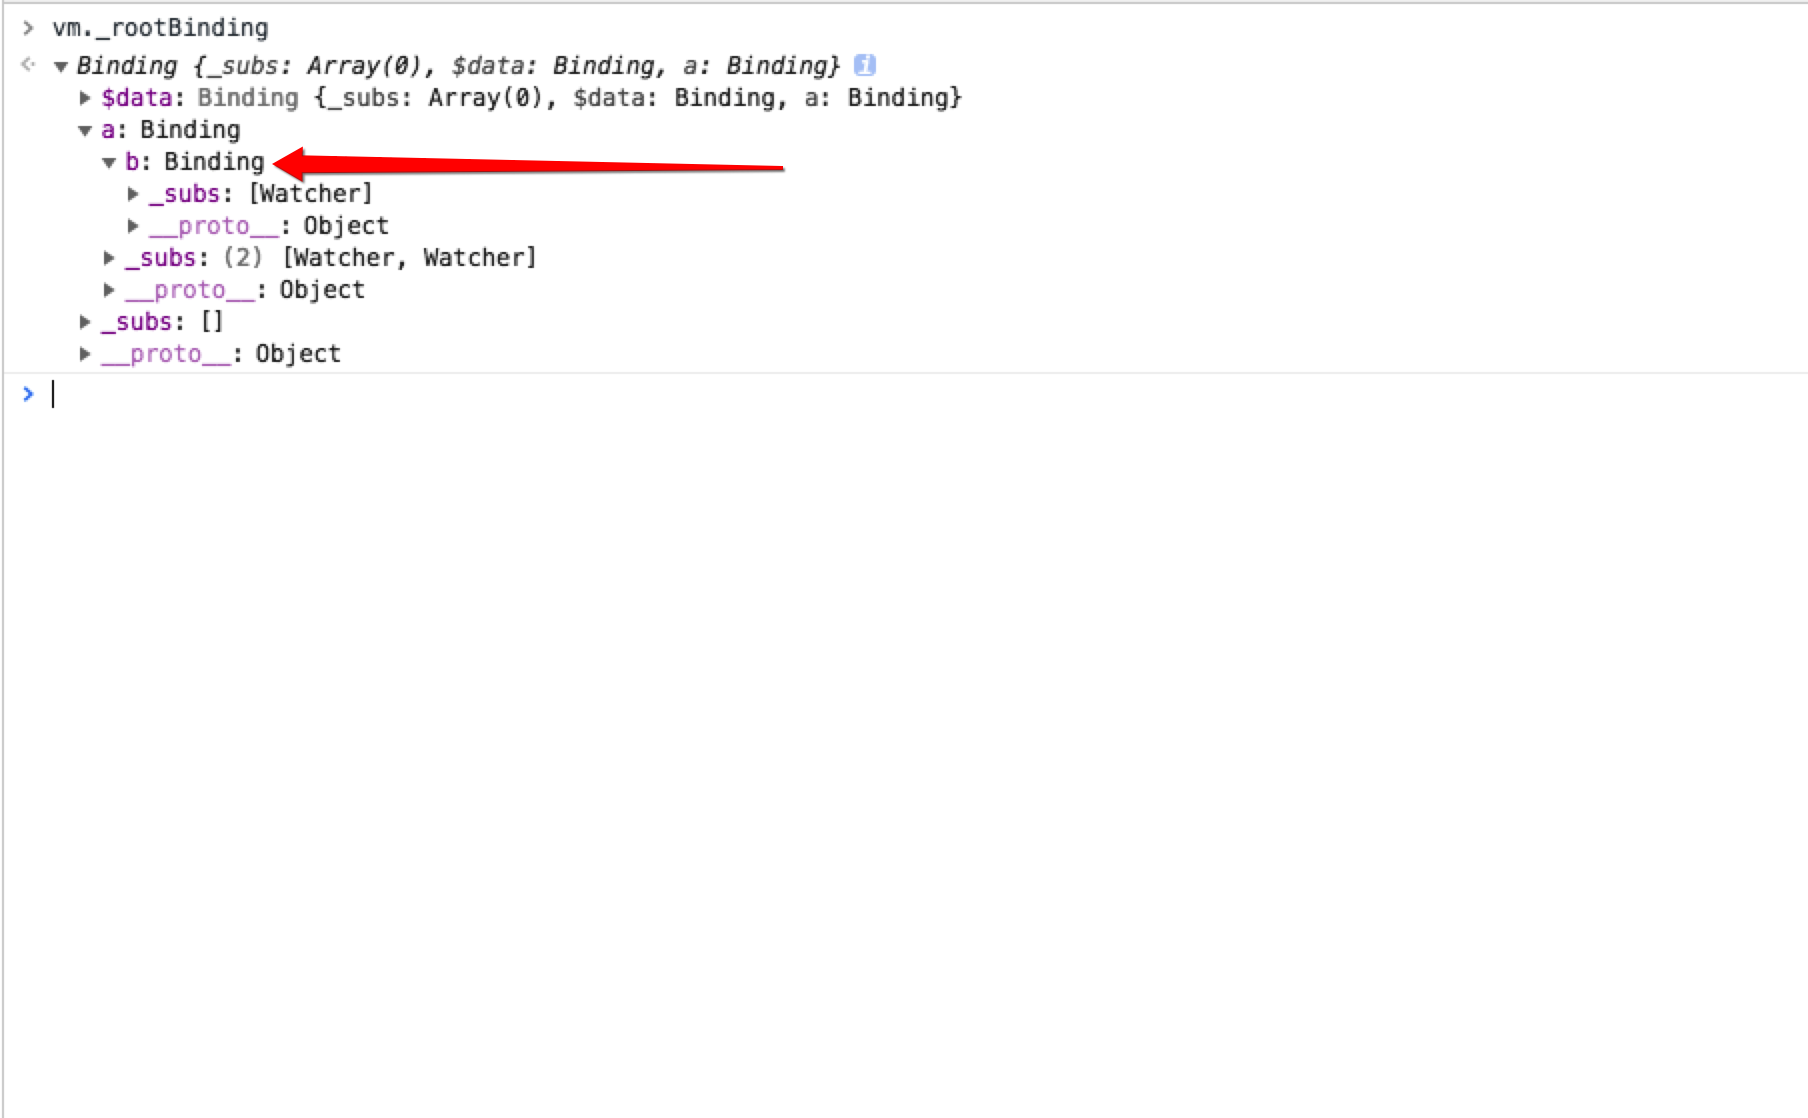 > vm._rootBinding
<· ▼ Binding {_subs: Array(0), $data: Binding, a: Binding} i
▶ $data: Binding {_subs: Array(0), $data: Binding, a: Binding}
▼ a: Binding
▼ b: Binding
▶ _subs: [Watcher]
▶ __proto__: Object
▶ _subs: (2) [Watcher, Watcher]
▶ __proto__: Object
▶ _subs: []
▶ __proto__: Object
>